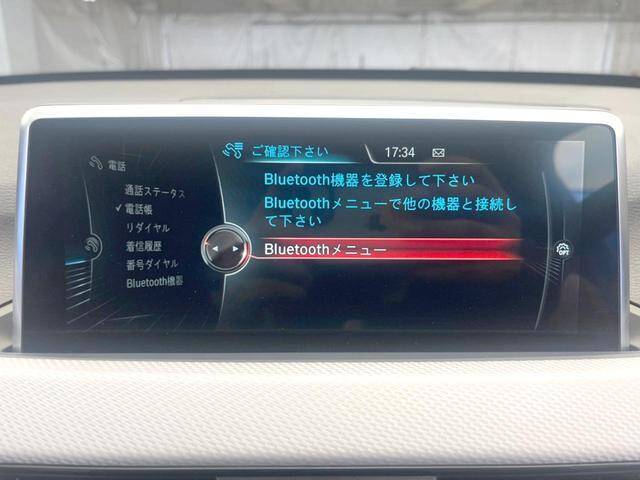 ご確認下さい
17:34
電話
通話ステータス
電話帳
リダイヤル
着信履歴
番号ダイヤル
Bluetooth機器
Bluetooth機器を登録して下さい
Bluetoothメニューで他の機器と接続し
て下さい
Bluetoothメニュー
OPT